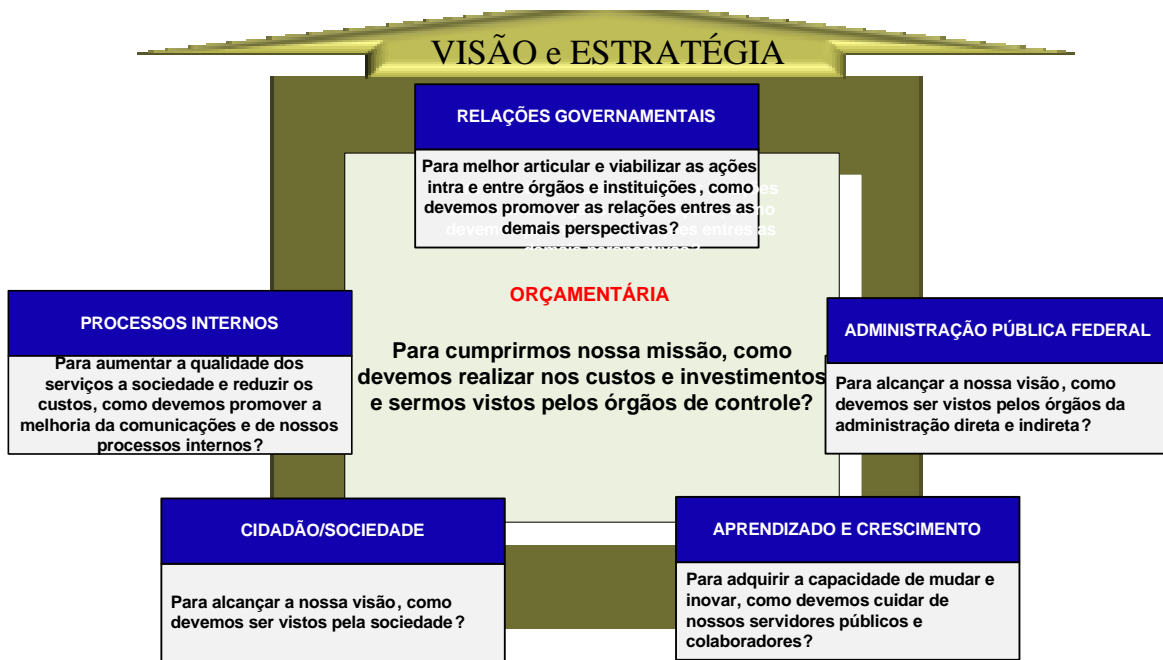 VISÃO e ESTRATÉGIA
RELAÇÕES GOVERNAMENTAIS
Para melhor articular e viabilizar as ações
intra e entre órgãos e instituições, como
devemos promover as relações entres as
demais perspectivas?
ORÇAMENTÁRIA
Para cumprirmos nossa missão, como
devemos realizar nos custos e investimentos
e sermos vistos pelos órgãos de controle?
PROCESSOS INTERNOS
Para aumentar a qualidade dos
serviços a sociedade e reduzir os
custos, como devemos promover a
melhoria da comunicações e de nossos
processos internos?
ADMINISTRAÇÃO PÚBLICA FEDERAL
Para alcançar a nossa visão, como
devemos ser vistos pelos órgãos da
administração direta e indireta?
CIDADÃO/SOCIEDADE
Para alcançar a nossa visão, como
devemos ser vistos pela sociedade?
APRENDIZADO E CRESCIMENTO
Para adquirir a capacidade de mudar e
inovar, como devemos cuidar de
nossos servidores públicos e
colaboradores?